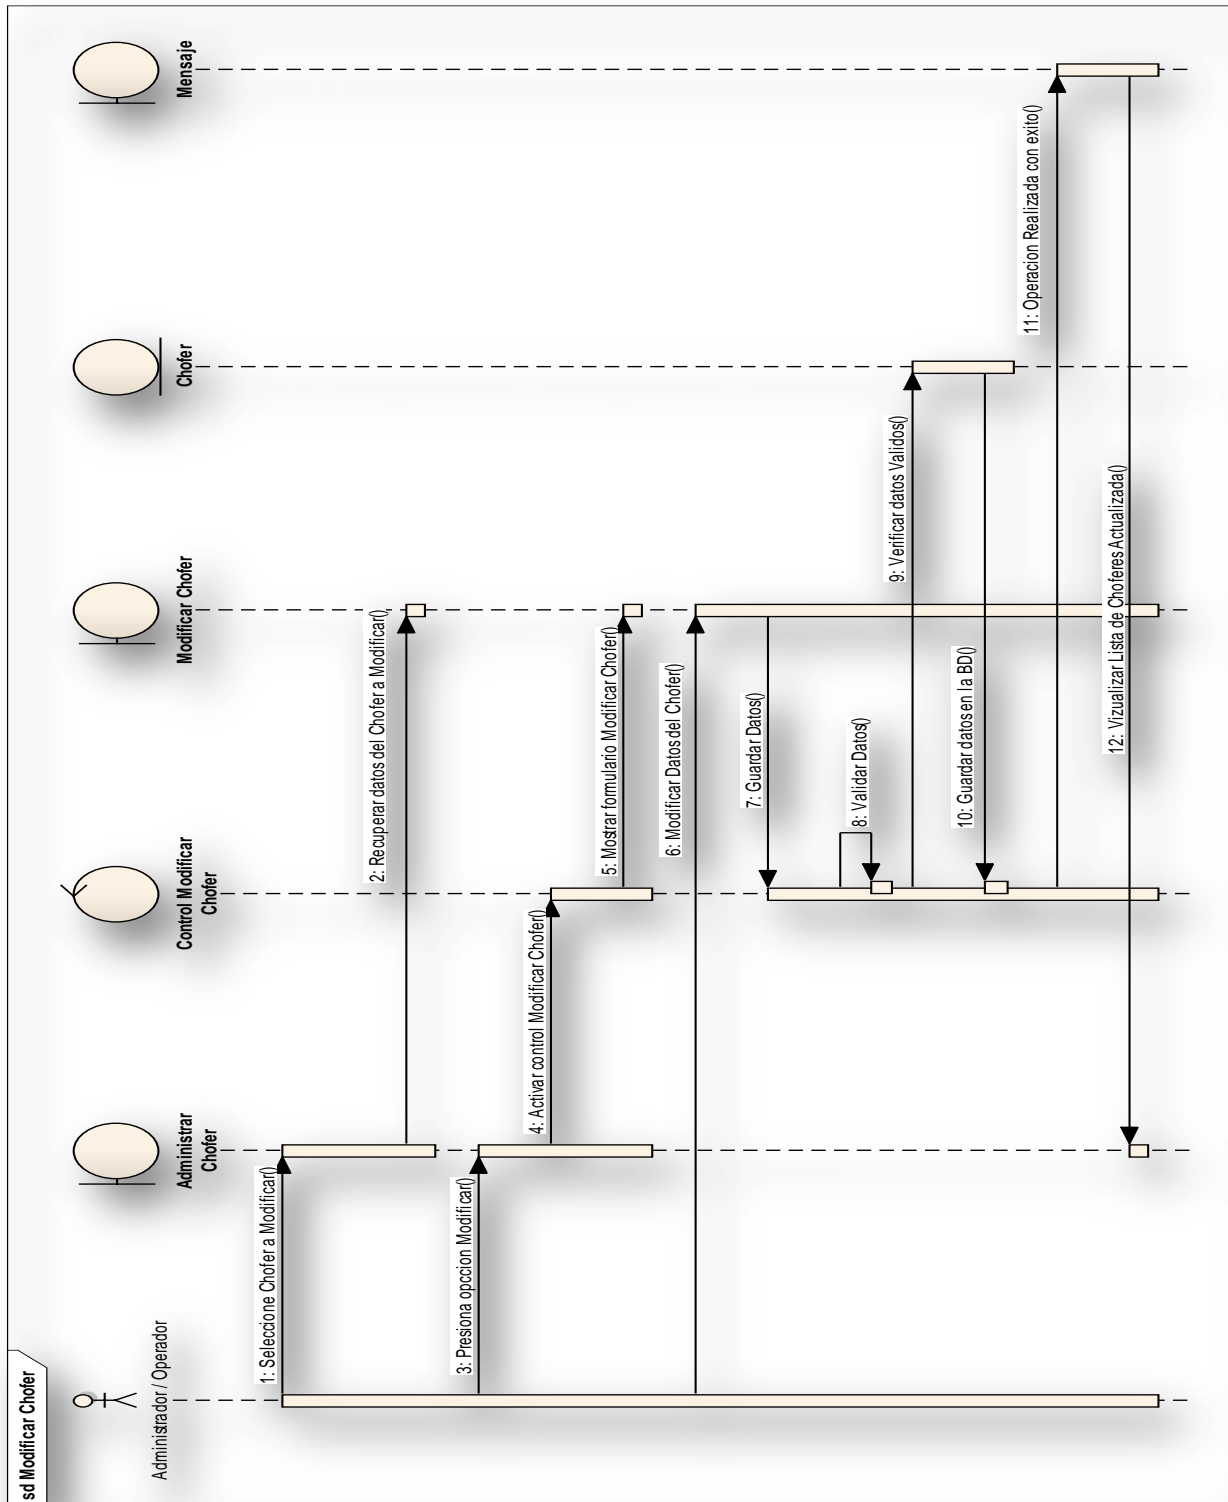 sd Modificar Chofer
Administrador / Operador
Administrar
Chofer
Control Modificar
Chofer
Modificar Chofer
Chofer
Mensaje
1: Seleccione Chofer a Modificar()
2: Recuperar datos del Chofer a Modificar()
3: Presiona opccion Modificar()
4: Activar control Modificar Chofer()
5: Mostrar formulario Modificar Chofer()
6: Modificar Datos del Chofer()
7: Guardar Datos()
8: Validar Datos()
9: Verificar datos Validos()
10: Guardar datos en la BD()
11: Operacion Realizada con exito()
12: Vizualizar Lista de Choferes Actualizada()